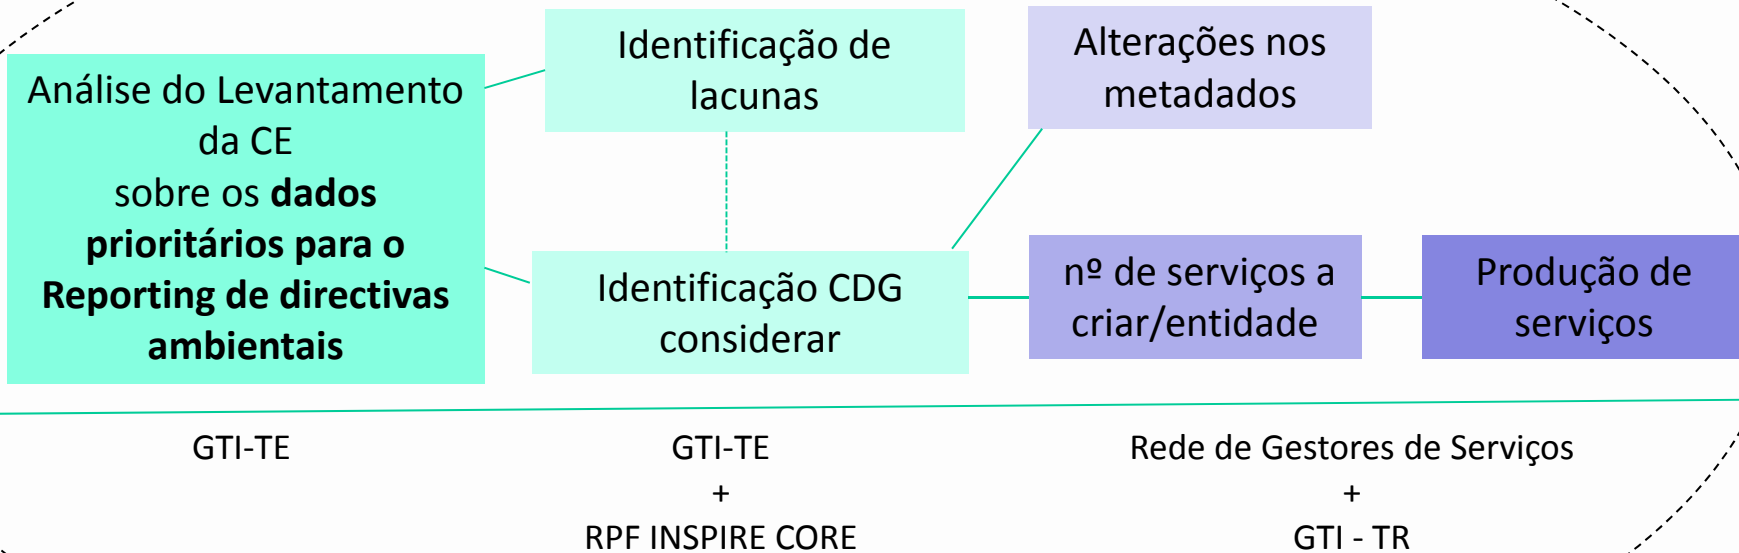 Análise do Levantamento
da CE
sobre os dados
prioritários para o
Reporting de directivas
ambientais
Identificação de
lacunas
Identificação CDG
considerar
Alterações nos
metadados
nº de serviços a
criar/entidade
Produção de
serviços
GTI-TE
GTI-TE
+
RPF INSPIRE CORE
Rede de Gestores de Serviços
+
GTI - TR